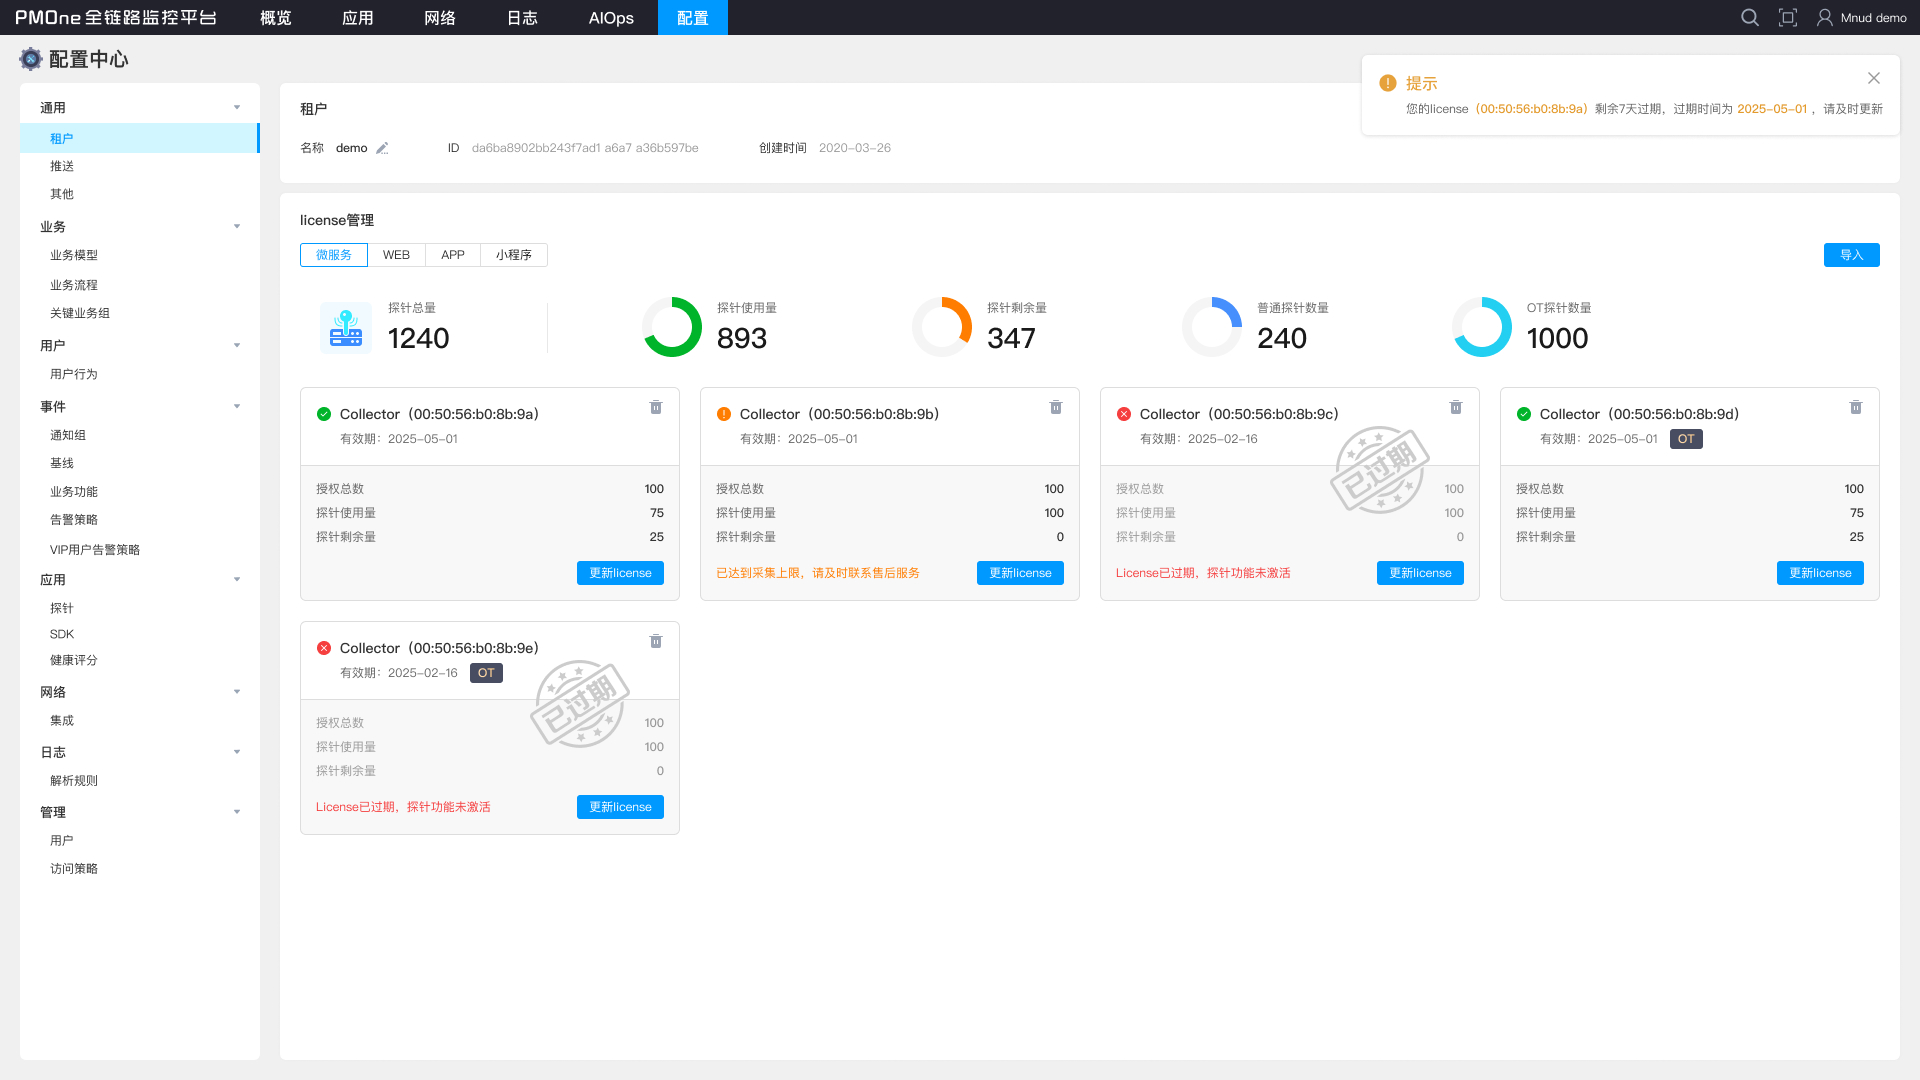 PMOne 全链路监控平台
概览
应用
网络
日志
AIOps
配置
Mnud demo
配置中心
提示
您的license（00:50:56:b0:8b:9a）剩余7天过期，过期时间为 2025-05-01 ，请及时更新
通用
租户
推送
其他
业务
业务模型
业务流程
关键业务组
用户
用户行为
事件
通知组
基线
业务功能
告警策略
VIP用户告警策略
应用
探针
SDK
健康评分
网络
集成
日志
解析规则
管理
用户
访问策略
租户
名称 demo
ID da6ba8902bb243f7ad1 a6a7 a36b597be
创建时间 2020-03-26
license管理
微服务
WEB
APP
小程序
导入
探针总量
1240
探针使用量
893
探针剩余量
347
普通探针数量
240
OT探针数量
1000
Collector（00:50:56:b0:8b:9a）
有效期：2025-05-01
授权总数 100
探针使用量 75
探针剩余量 25
更新license
Collector（00:50:56:b0:8b:9b）
有效期：2025-05-01
授权总数 100
探针使用量 100
探针剩余量 0
已达到采集上限，请及时联系售后服务
更新license
Collector（00:50:56:b0:8b:9c）
有效期：2025-02-16
已过期
授权总数 100
探针使用量 100
探针剩余量 0
License已过期，探针功能未激活
更新license
Collector（00:50:56:b0:8b:9d）
有效期：2025-05-01 OT
授权总数 100
探针使用量 75
探针剩余量 25
更新license
Collector（00:50:56:b0:8b:9e）
有效期：2025-02-16 OT
已过期
授权总数 100
探针使用量 100
探针剩余量 0
License已过期，探针功能未激活
更新license